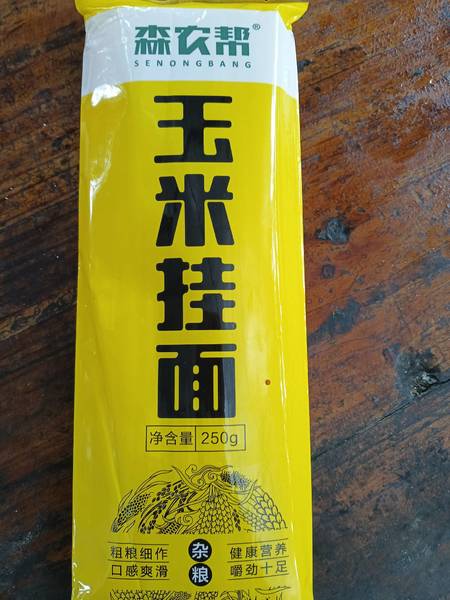 森农帮®
SENONGBANG
玉米挂面
净含量 250g
粗粮细作 杂粮 健康营养
口感爽滑 嚼劲十足